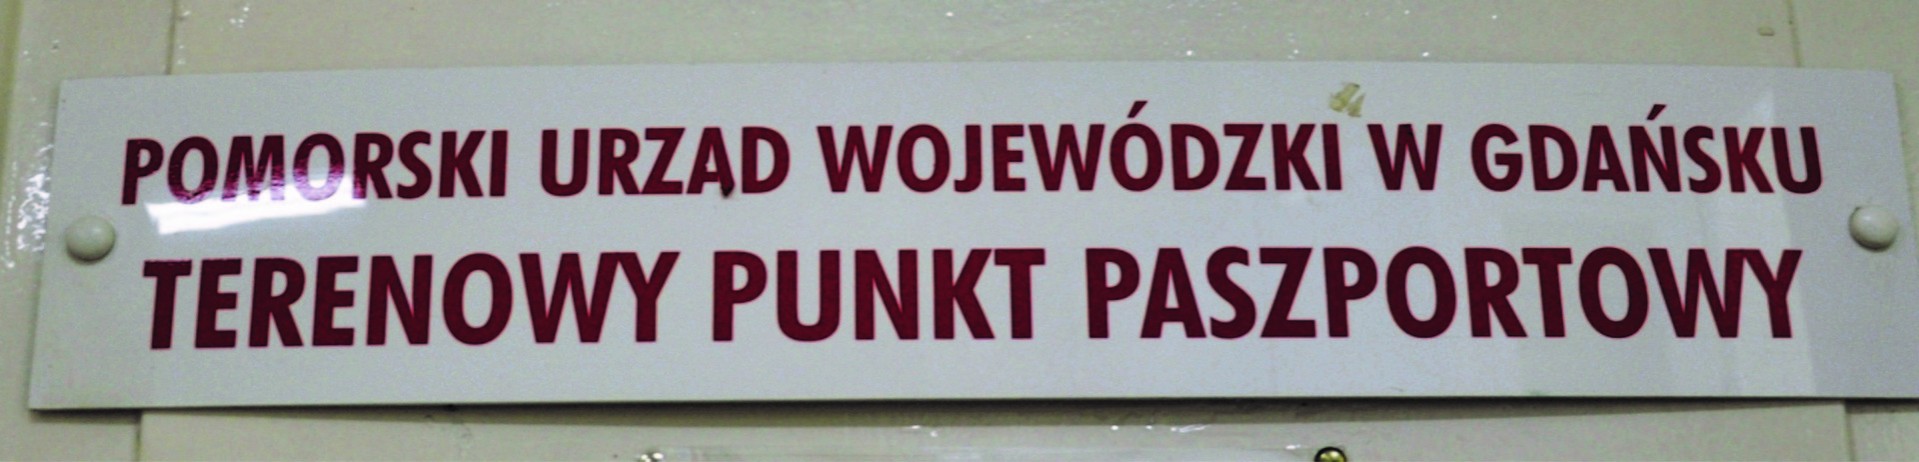 POMORSKI URZĄD WOJEWÓDZKI W GDAŃSKU
TERENOWY PUNKT PASZPORTOWY